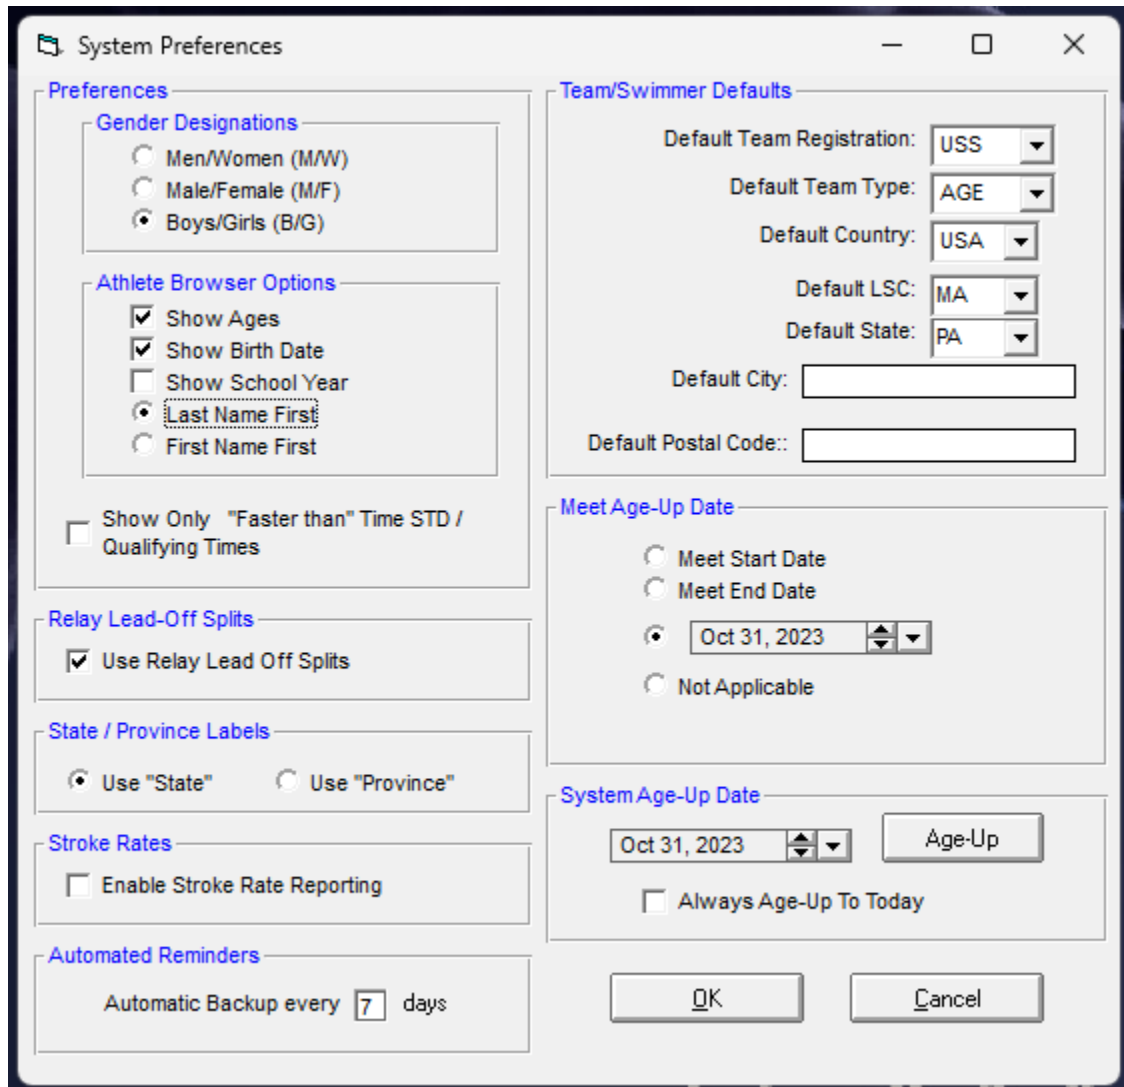 System Preferences
Preferences
Gender Designations
Men/Women (M/W)
Male/Female (M/F)
Boys/Girls (B/G)
Athlete Browser Options
Show Ages
Show Birth Date
Show School Year
Last Name First
First Name First
Show Only "Faster than" Time STD /
Qualifying Times
Relay Lead-Off Splits
Use Relay Lead Off Splits
State / Province Labels
Use "State" Use "Province"
Stroke Rates
Enable Stroke Rate Reporting
Automated Reminders
Automatic Backup every 7 days
Team/Swimmer Defaults
Default Team Registration: USS
Default Team Type: AGE
Default Country: USA
Default LSC: MA
Default State: PA
Default City:
Default Postal Code::
Meet Age-Up Date
Meet Start Date
Meet End Date
Oct 31, 2023
Not Applicable
System Age-Up Date
Oct 31, 2023 Age-Up
Always Age-Up To Today
OK Cancel